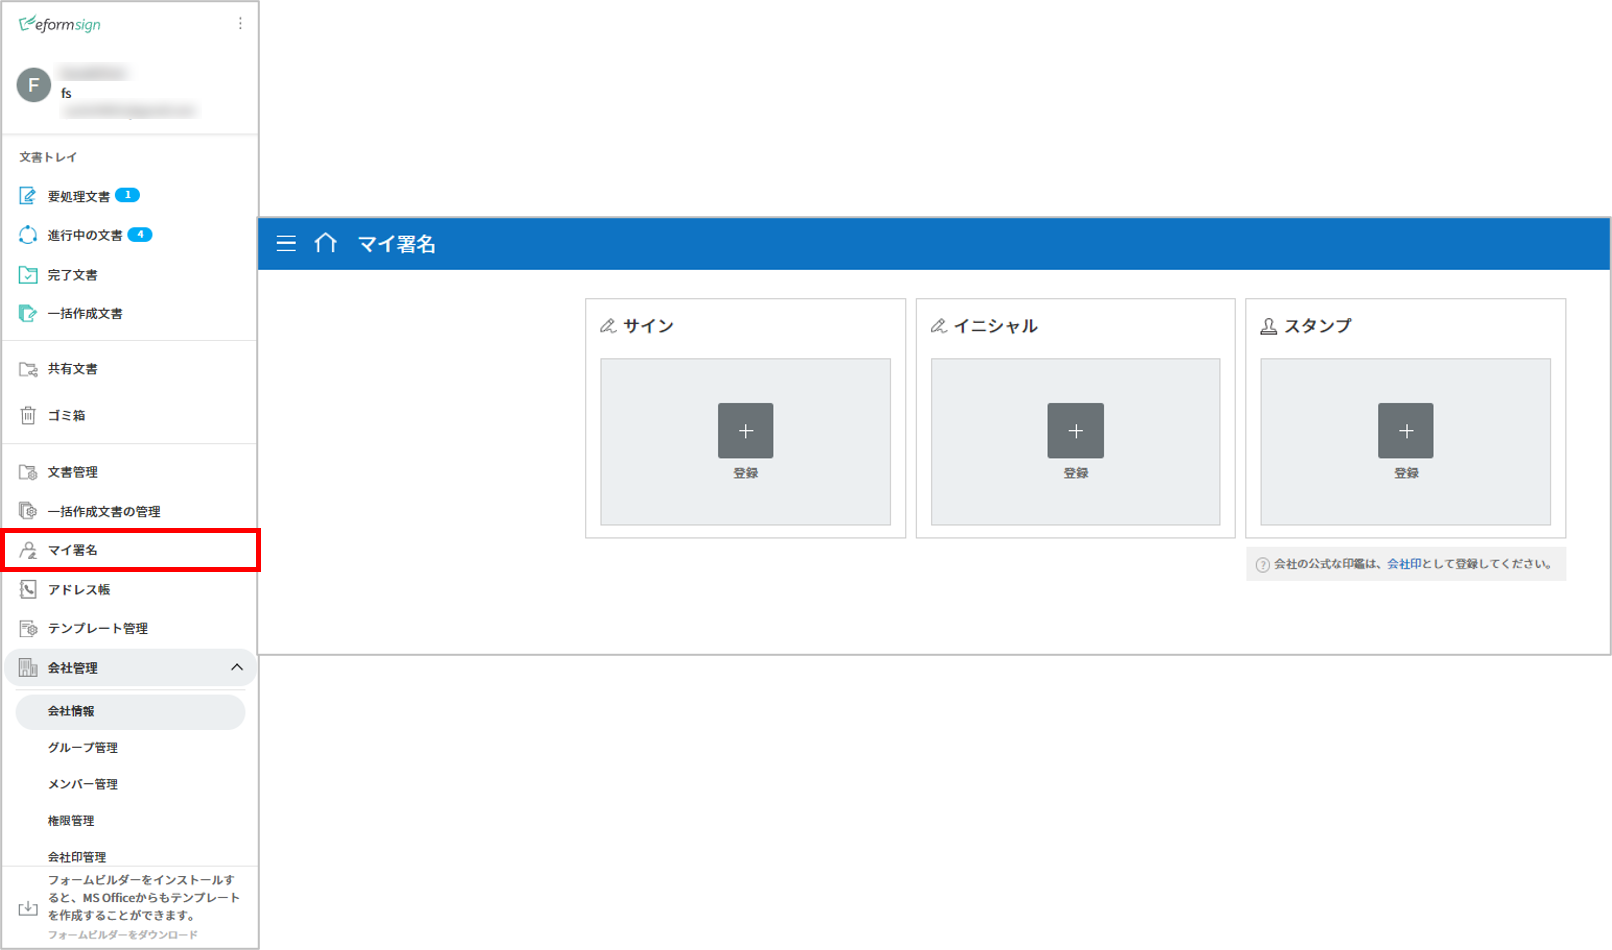 eformsign
F
fs
文書トレイ
要処理文書 1
進行中の文書 4
完了文書
一括作成文書
共有文書
ゴミ箱
文書管理
一括作成文書の管理
マイ署名
アドレス帳
テンプレート管理
会社管理
会社情報
グループ管理
メンバー管理
権限管理
会社印管理
フォームビルダーをインストールす
ると、MS Officeからもテンプレート
を作成することができます。
フォームビルダーをダウンロード
マイ署名
サイン
登録
イニシャル
登録
スタンプ
登録
? 会社の公式な印鑑は、会社印として登録してください。